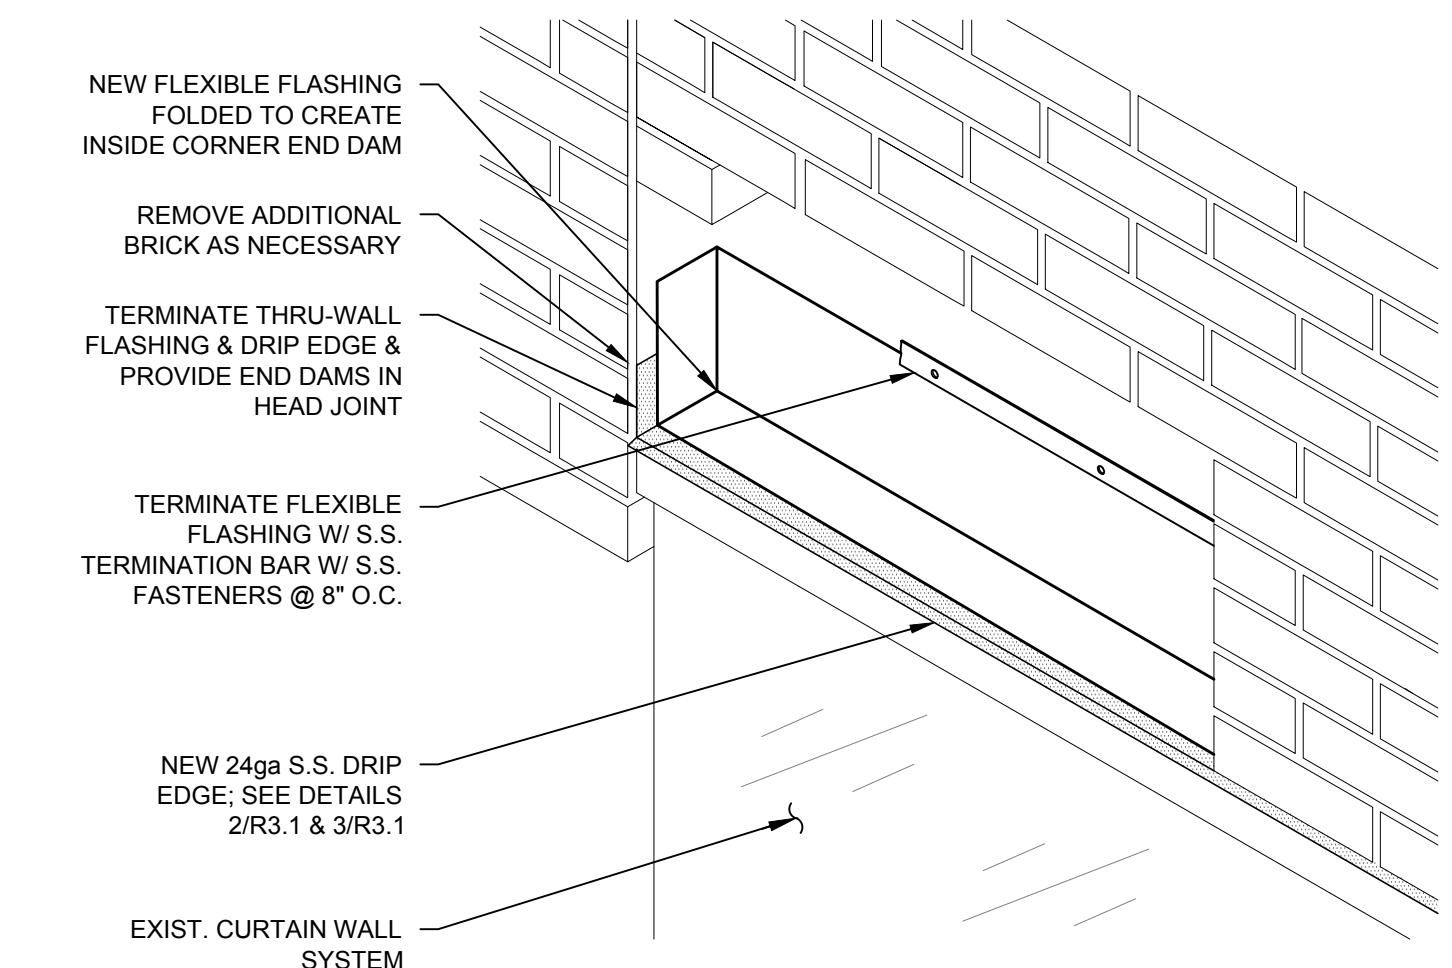 NEW FLEXIBLE FLASHING
FOLDED TO CREATE
INSIDE CORNER END DAM
REMOVE ADDITIONAL
BRICK AS NECESSARY
TERMINATE THRU-WALL
FLASHING & DRIP EDGE &
PROVIDE END DAMS IN
HEAD JOINT
TERMINATE FLEXIBLE
FLASHING W/ S.S.
TERMINATION BAR W/ S.S.
FASTENERS @ 8" O.C.
NEW 24ga S.S. DRIP
EDGE; SEE DETAILS
2/R3.1 & 3/R3.1
EXIST. CURTAIN WALL
SYSTEM